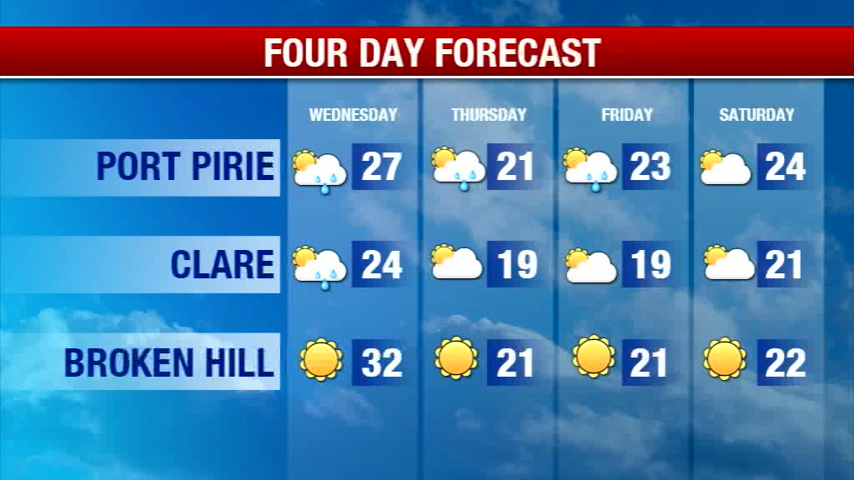 FOUR DAY FORECAST
WEDNESDAY THURSDAY FRIDAY SATURDAY
PORT PIRIE 27 21 23 24
CLARE 24 19 19 21
BROKEN HILL 32 21 21 22